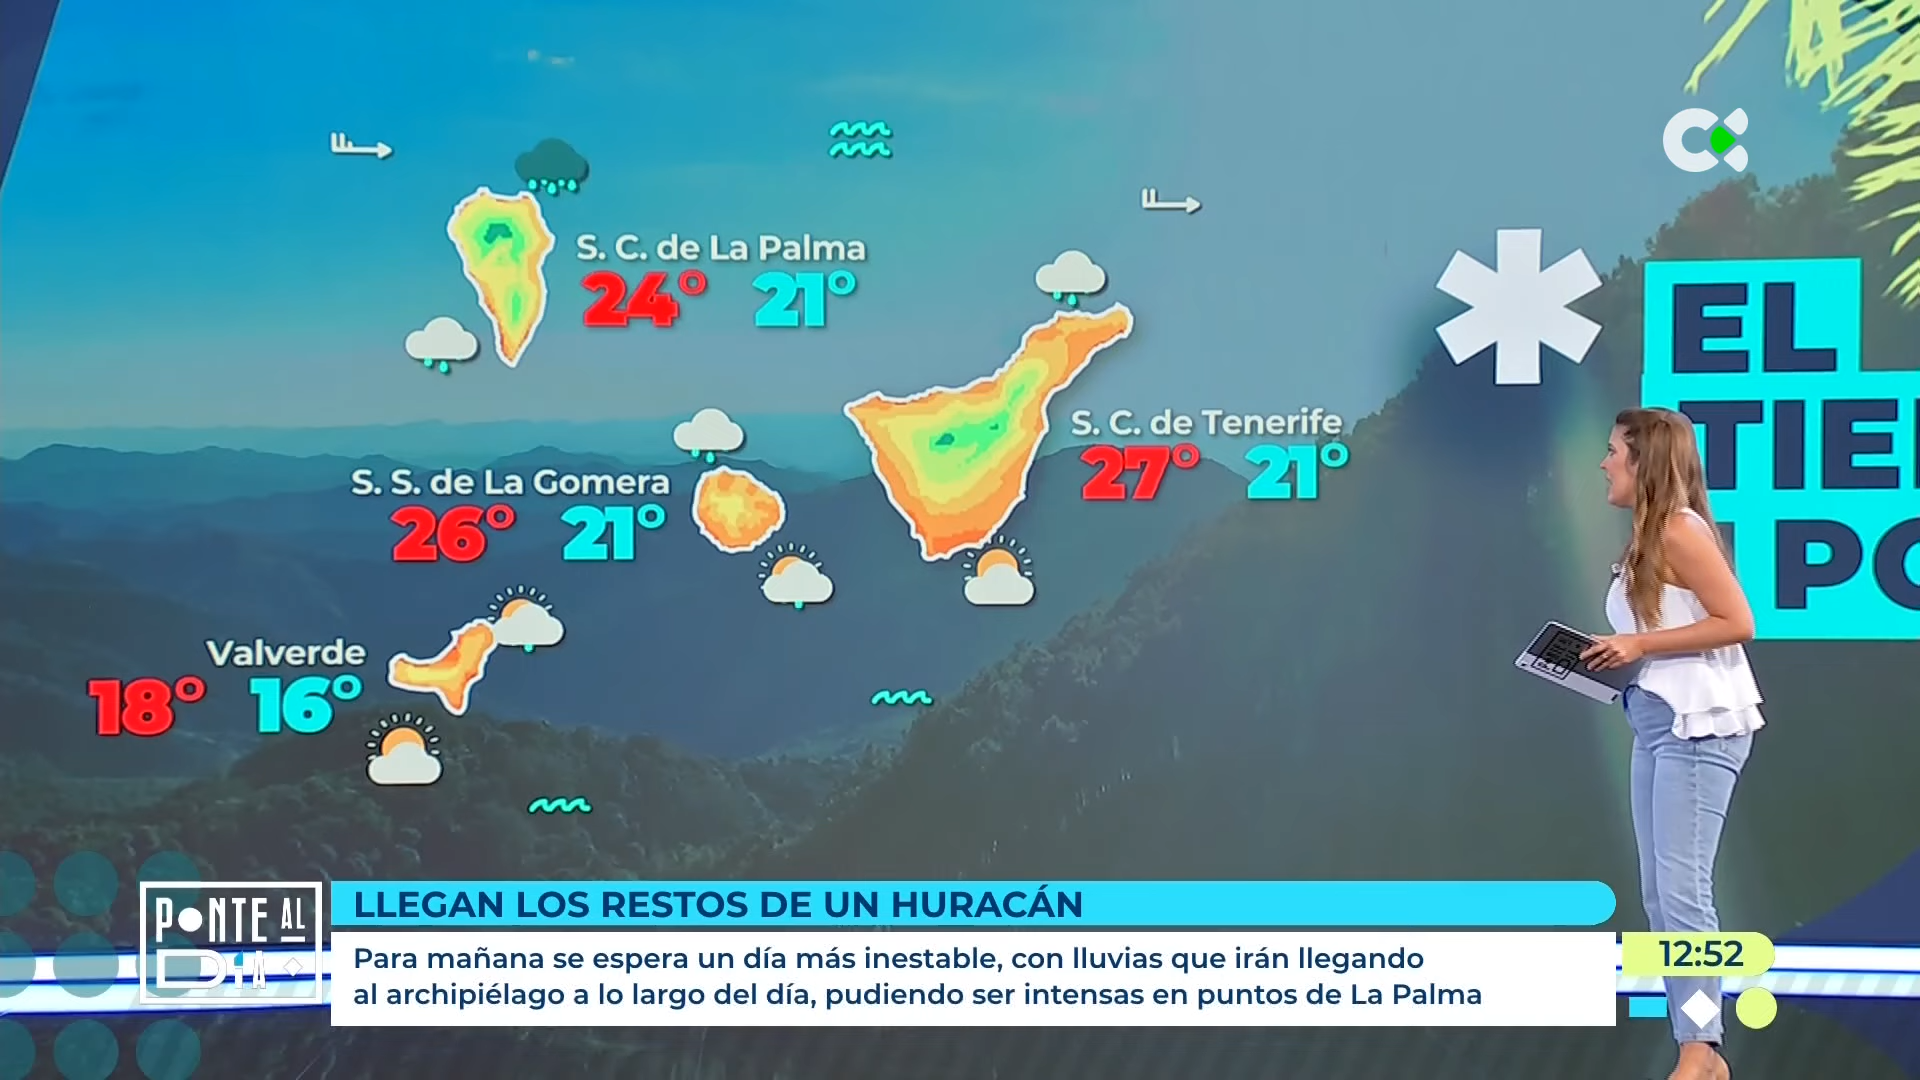 S. C. de La Palma
24° 21°
S. C. de Tenerife
27° 21°
S. S. de La Gomera
26° 21°
Valverde
18° 16°
EL
TIE
PO
PONTE AL
DÍA
LLEGAN LOS RESTOS DE UN HURACÁN
Para mañana se espera un día más inestable, con lluvias que irán llegando
al archipiélago a lo largo del día, pudiendo ser intensas en puntos de La Palma
12:52